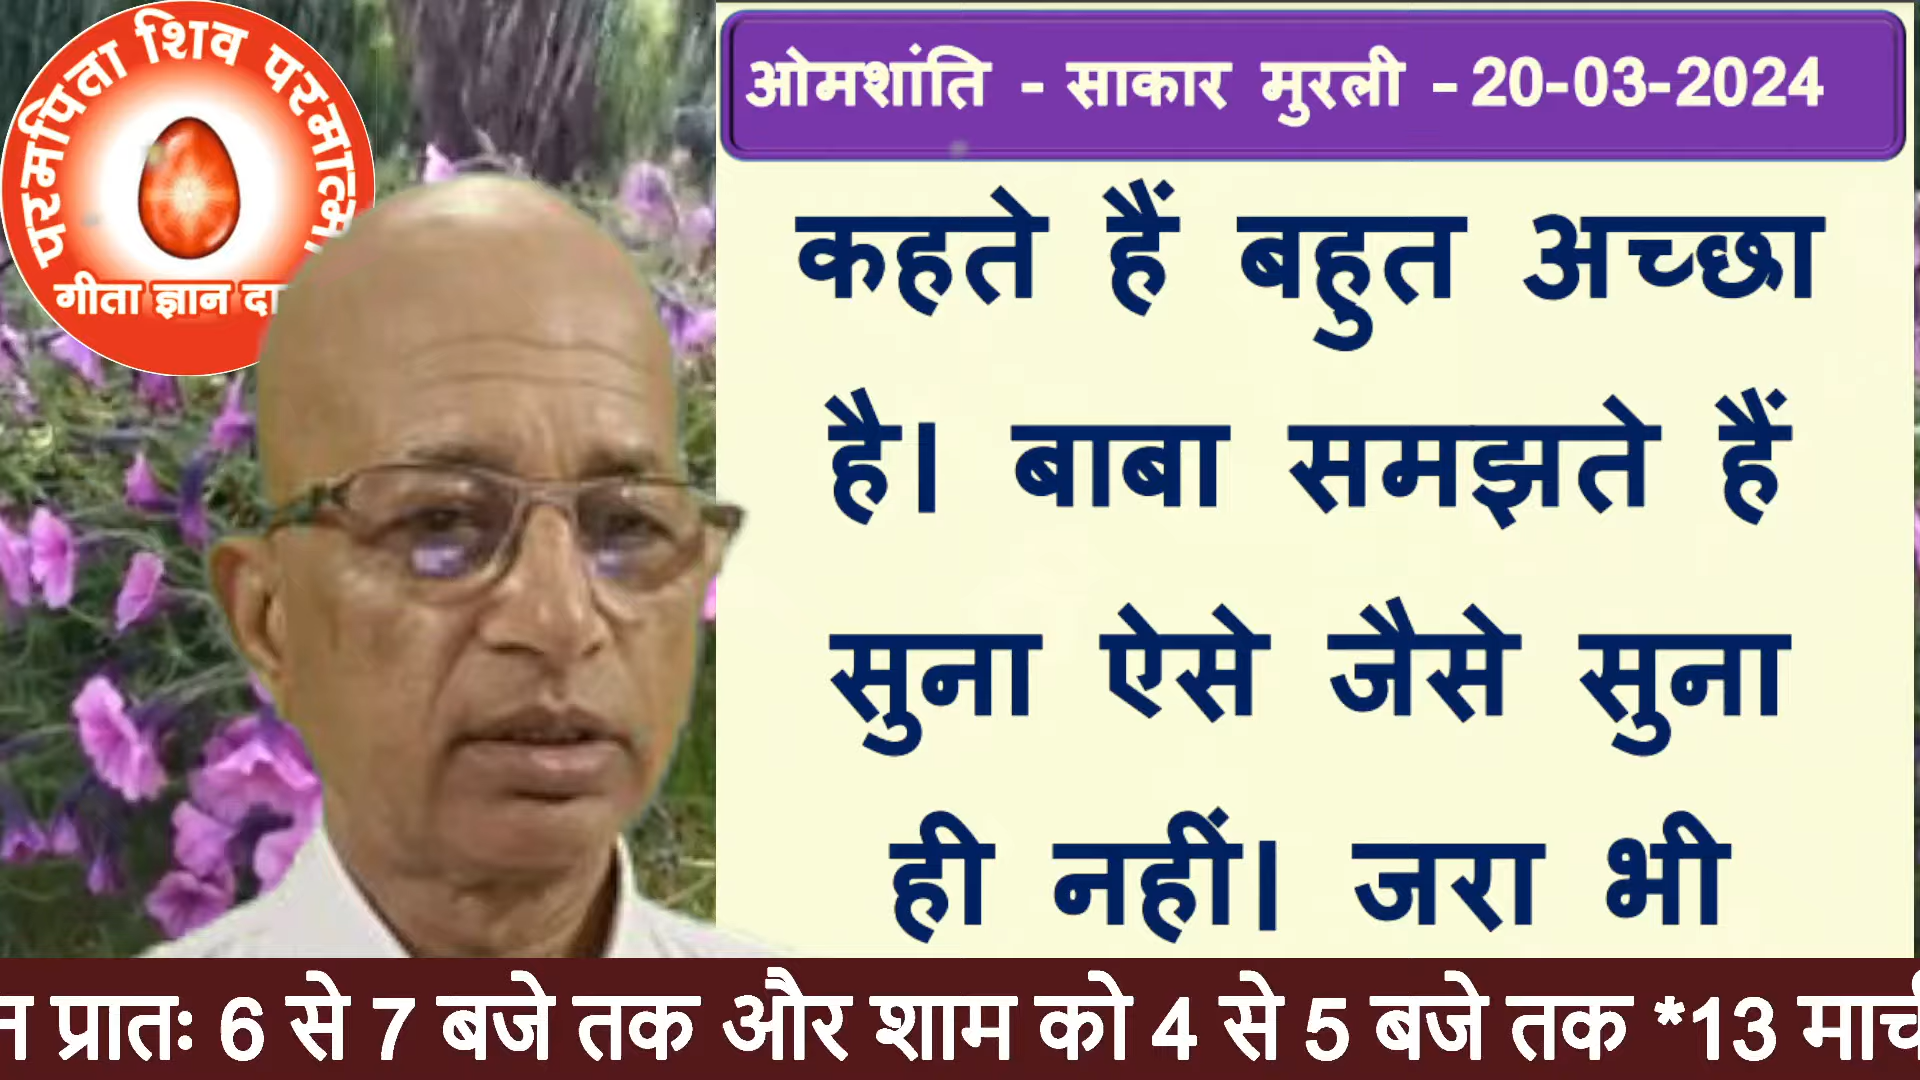 परमपिता शिव परमात्मा
गीता ज्ञान
ओमशांति - साकार मुरली - 20-03-2024
कहते हैं बहुत अच्छा
है। बाबा समझते हैं
सुना ऐसे जैसे सुना
ही नहीं। जरा भी
प्रातः 6 से 7 बजे तक और शाम को 4 से 5 बजे तक *13 मार्च